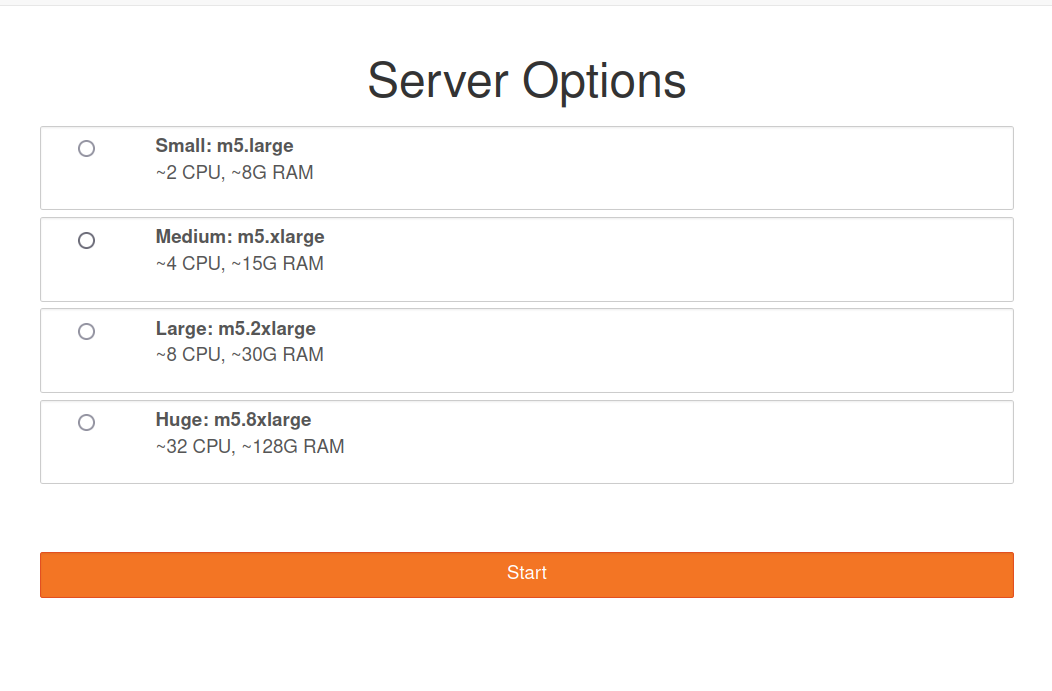 Server Options
Small: m5.large
~2 CPU, ~8G RAM
Medium: m5.xlarge
~4 CPU, ~15G RAM
Large: m5.2xlarge
~8 CPU, ~30G RAM
Huge: m5.8xlarge
~32 CPU, ~128G RAM
Start